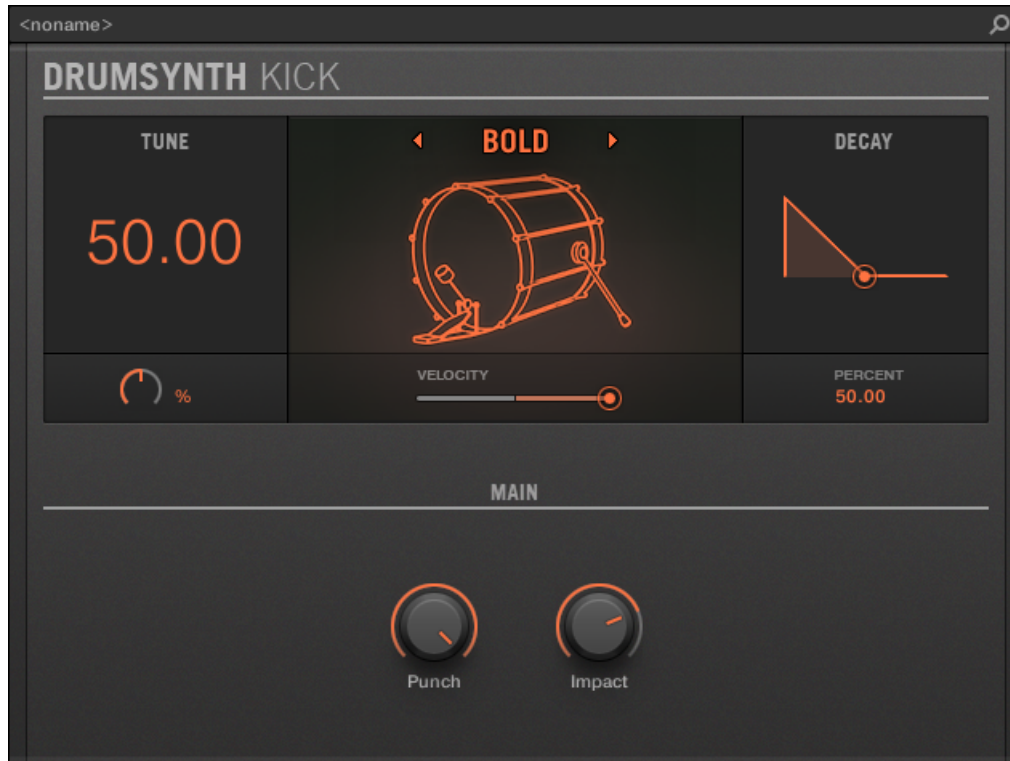 <noname>
DRUMSYNTH KICK
TUNE
BOLD
DECAY
50.00
%
VELOCITY
PERCENT
50.00
MAIN
Punch
Impact